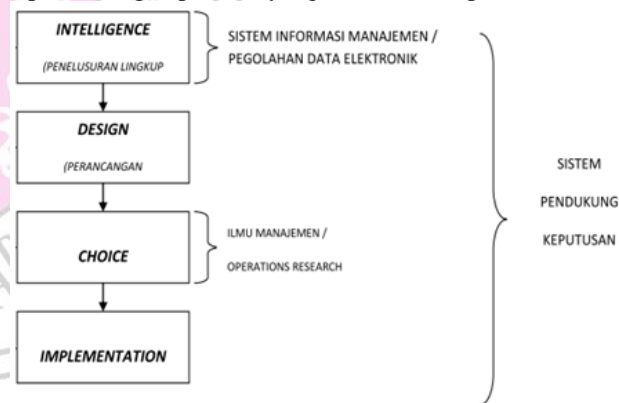 INTELLIGENCE
(PENELUSURAN LINGKUP
SISTEM INFORMASI MANAJEMEN /
PEGOLAHAN DATA ELEKTRONIK
DESIGN
(PERANCANGAN
CHOICE
ILMU MANAJEMEN /
OPERATIONS RESEARCH
IMPLEMENTATION
SISTEM
PENDUKUNG
KEPUTUSAN